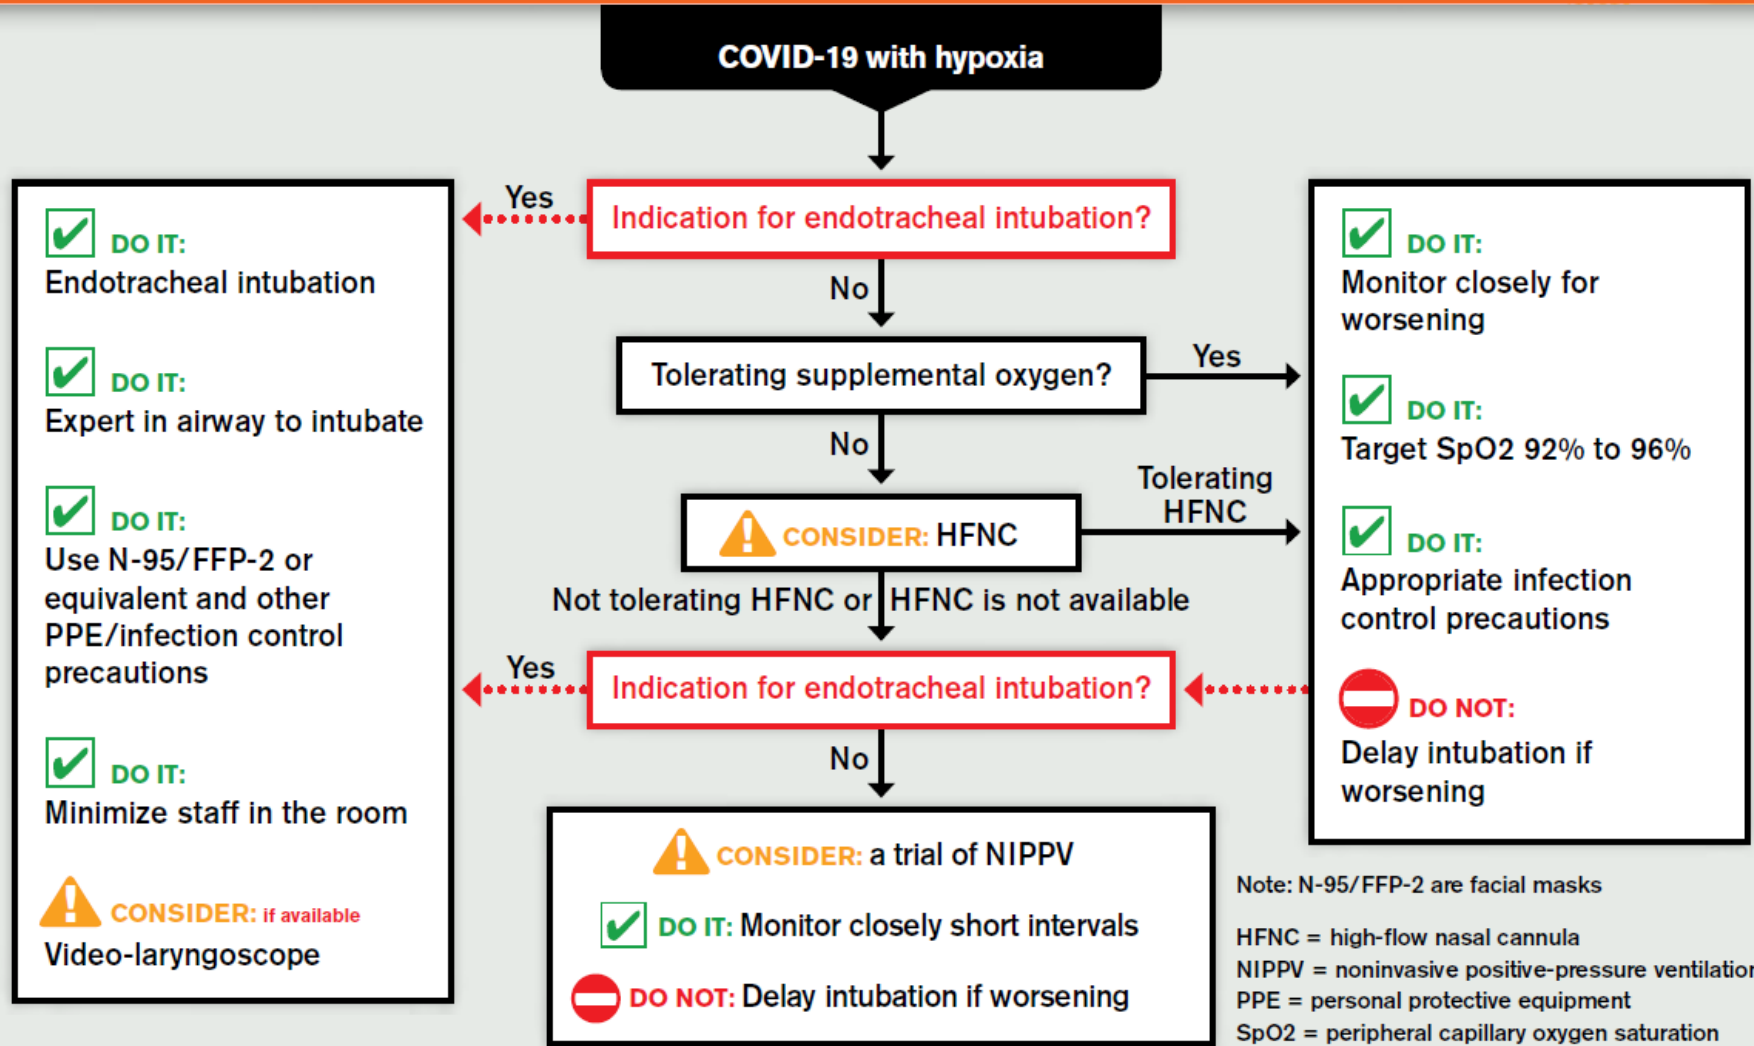 COVID-19 with hypoxia
Indication for endotracheal intubation?
Yes
No
DO IT:
Endotracheal intubation
DO IT:
Expert in airway to intubate
DO IT:
Use N-95/FFP-2 or
equivalent and other
PPE/infection control
precautions
DO IT:
Minimize staff in the room
CONSIDER: if available
Video-laryngoscope
Tolerating supplemental oxygen?
Yes
No
CONSIDER: HFNC
Tolerating
HFNC
Not tolerating HFNC or HFNC is not available
Indication for endotracheal intubation?
Yes
No
CONSIDER: a trial of NIPPV
DO IT: Monitor closely short intervals
DO NOT: Delay intubation if worsening
DO IT:
Monitor closely for
worsening
DO IT:
Target SpO2 92% to 96%
DO IT:
Appropriate infection
control precautions
DO NOT:
Delay intubation if
worsening
Note: N-95/FFP-2 are facial masks
HFNC = high-flow nasal cannula
NIPPV = noninvasive positive-pressure ventilation
PPE = personal protective equipment
SpO2 = peripheral capillary oxygen saturation